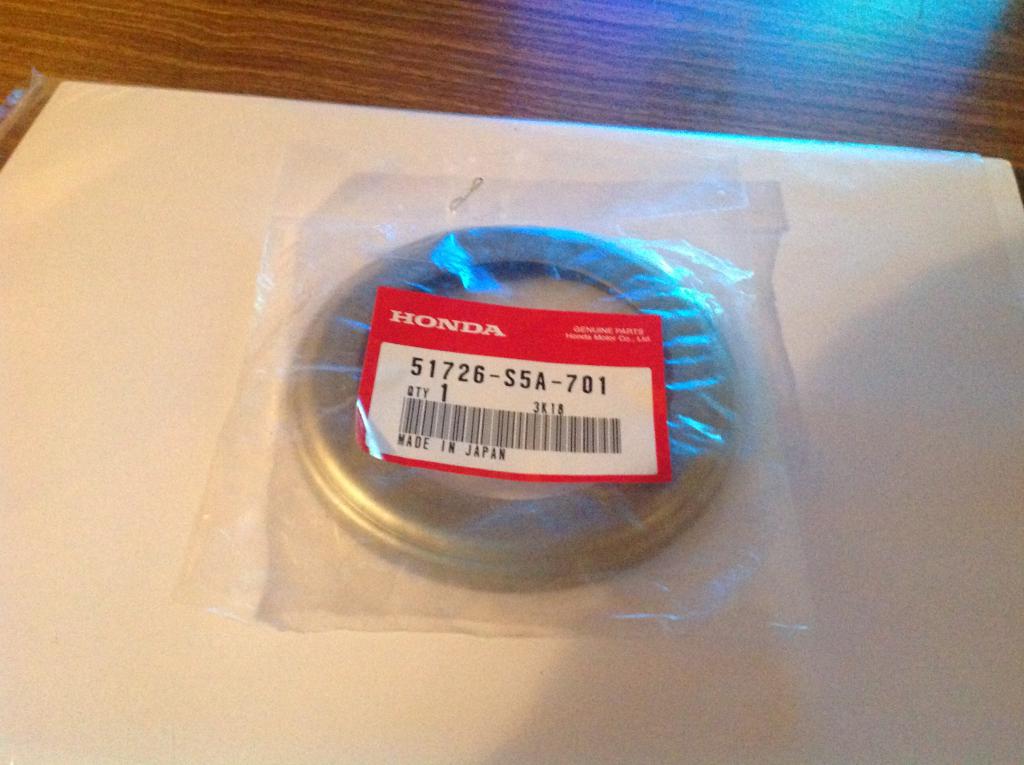 HONDA
GENUINE PARTS
Honda Motor Co., Ltd.
51726-S5A-701
QTY 1
3K18
MADE IN JAPAN